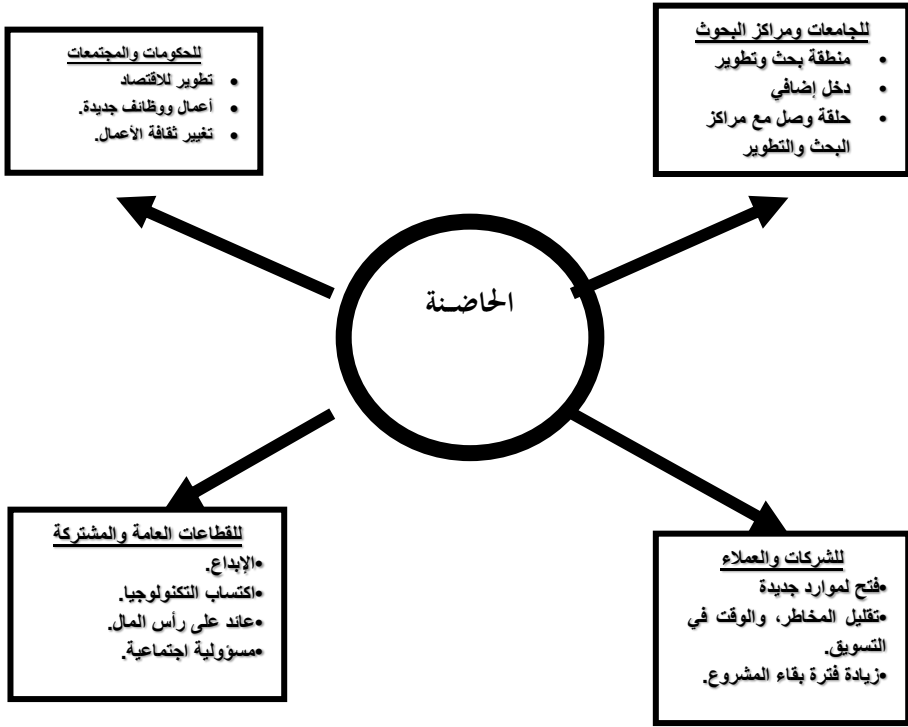 للجامعات ومراكز البحوث
• منطقة بحث وتطوير
• دخل إضافي
• حلقة وصل مع مراكز
البحث والتطوير
للحكومات والمجتمعات
• تطوير للاقتصاد
• أعمال ووظائف جديدة.
• تغيير ثقافة الأعمال.
الحاضـنة
للشركات والعملاء
•فتح لموارد جديدة
•تقليل المخاطر، والوقت في
التسويق.
•زيادة فترة بقاء المشروع.
للقطاعات العامة والمشتركة
•الإبداع.
•اكتساب التكنولوجيا.
•عائد على رأس المال.
•مسؤولية اجتماعية.